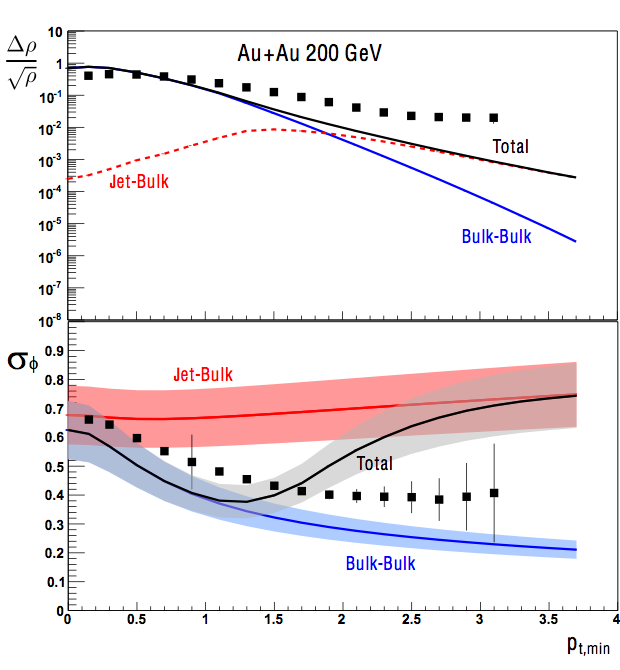 Au+Au 200 GeV
Δρ
√ρ
10
1
10⁻¹
10⁻²
10⁻³
10⁻⁴
10⁻⁵
10⁻⁶
10⁻⁷
10⁻⁸
Total
Jet-Bulk
Bulk-Bulk
σϕ
0.9
0.8
0.7
0.6
0.5
0.4
0.3
0.2
0.1
0
Jet-Bulk
Total
Bulk-Bulk
0 0.5 1 1.5 2 2.5 3 3.5 4
pt,min